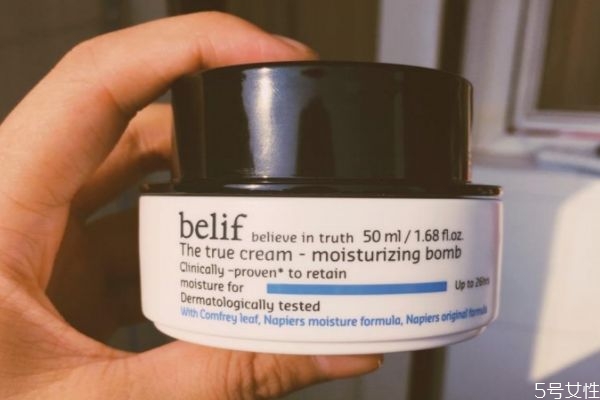 belif believe in truth 50 ml / 1.68 fl.oz.
The true cream - moisturizing bomb
Clinically -proven* to retain
moisture for Up to 26hrs
Dermatologically tested
With Comfrey leaf, Napiers moisture formula, Napiers original formula
5号女性